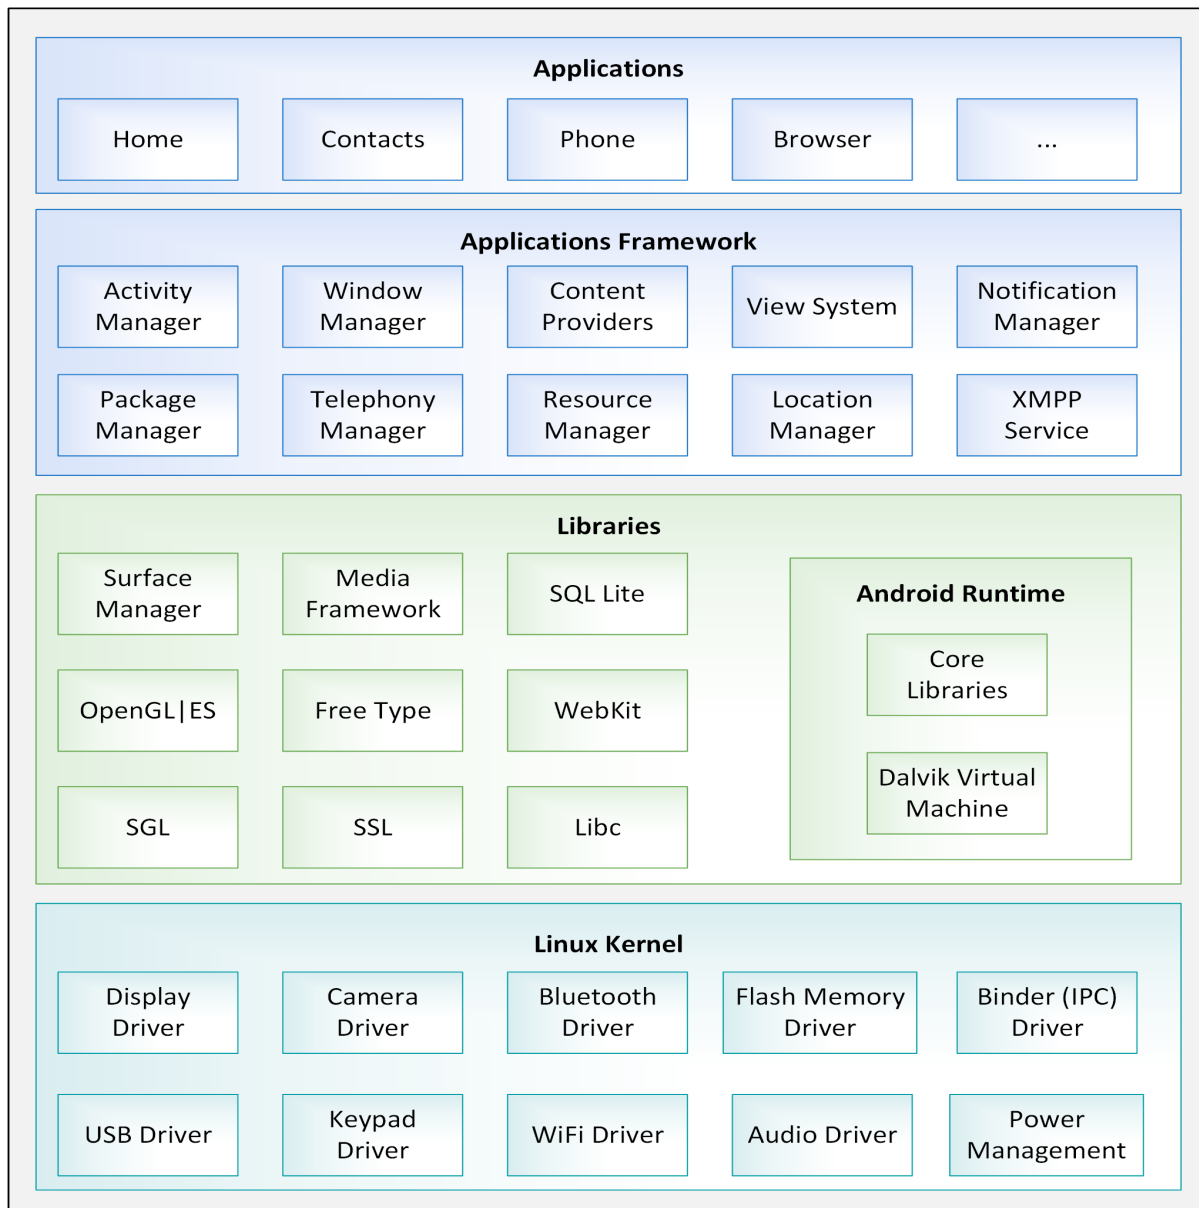 Applications
Home
Contacts
Phone
Browser
...
Applications Framework
Activity
Manager
Window
Manager
Content
Providers
View System
Notification
Manager
Package
Manager
Telephony
Manager
Resource
Manager
Location
Manager
XMPP
Service
Libraries
Surface
Manager
Media
Framework
SQL Lite
OpenGL|ES
Free Type
WebKit
SGL
SSL
Libc
Android Runtime
Core
Libraries
Dalvik Virtual
Machine
Linux Kernel
Display
Driver
Camera
Driver
Bluetooth
Driver
Flash Memory
Driver
Binder (IPC)
Driver
USB Driver
Keypad
Driver
WiFi Driver
Audio Driver
Power
Management